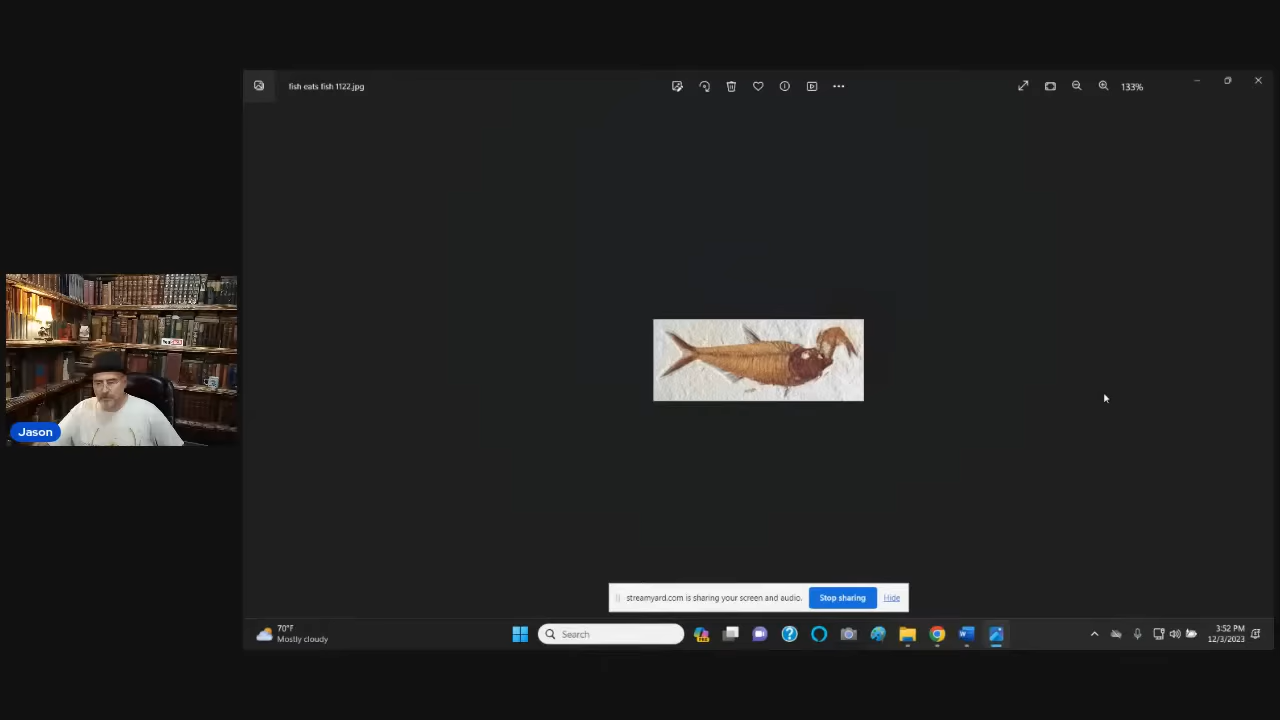 fish eats fish 1122.jpg
133%
Jason
streamyard.com is sharing your screen and audio.
Stop sharing
Hide
70°F
Mostly cloudy
Search
3:52 PM
12/3/2023